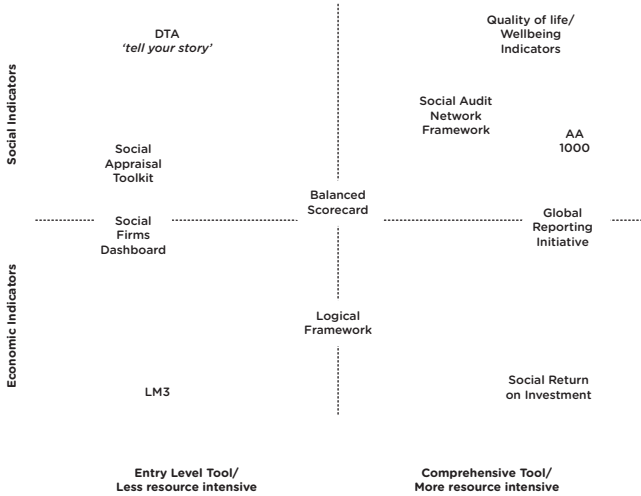 DTA
‘tell your story’
Quality of life/
Wellbeing
Indicators
Social Indicators
Social Audit
Network
Framework
AA
1000
Social
Appraisal
Toolkit
Balanced
Scorecard
Social
Firms
Dashboard
Global
Reporting
Initiative
Economic Indicators
Logical
Framework
LM3
Social Return
on Investment
Entry Level Tool/
Less resource intensive
Comprehensive Tool/
More resource intensive